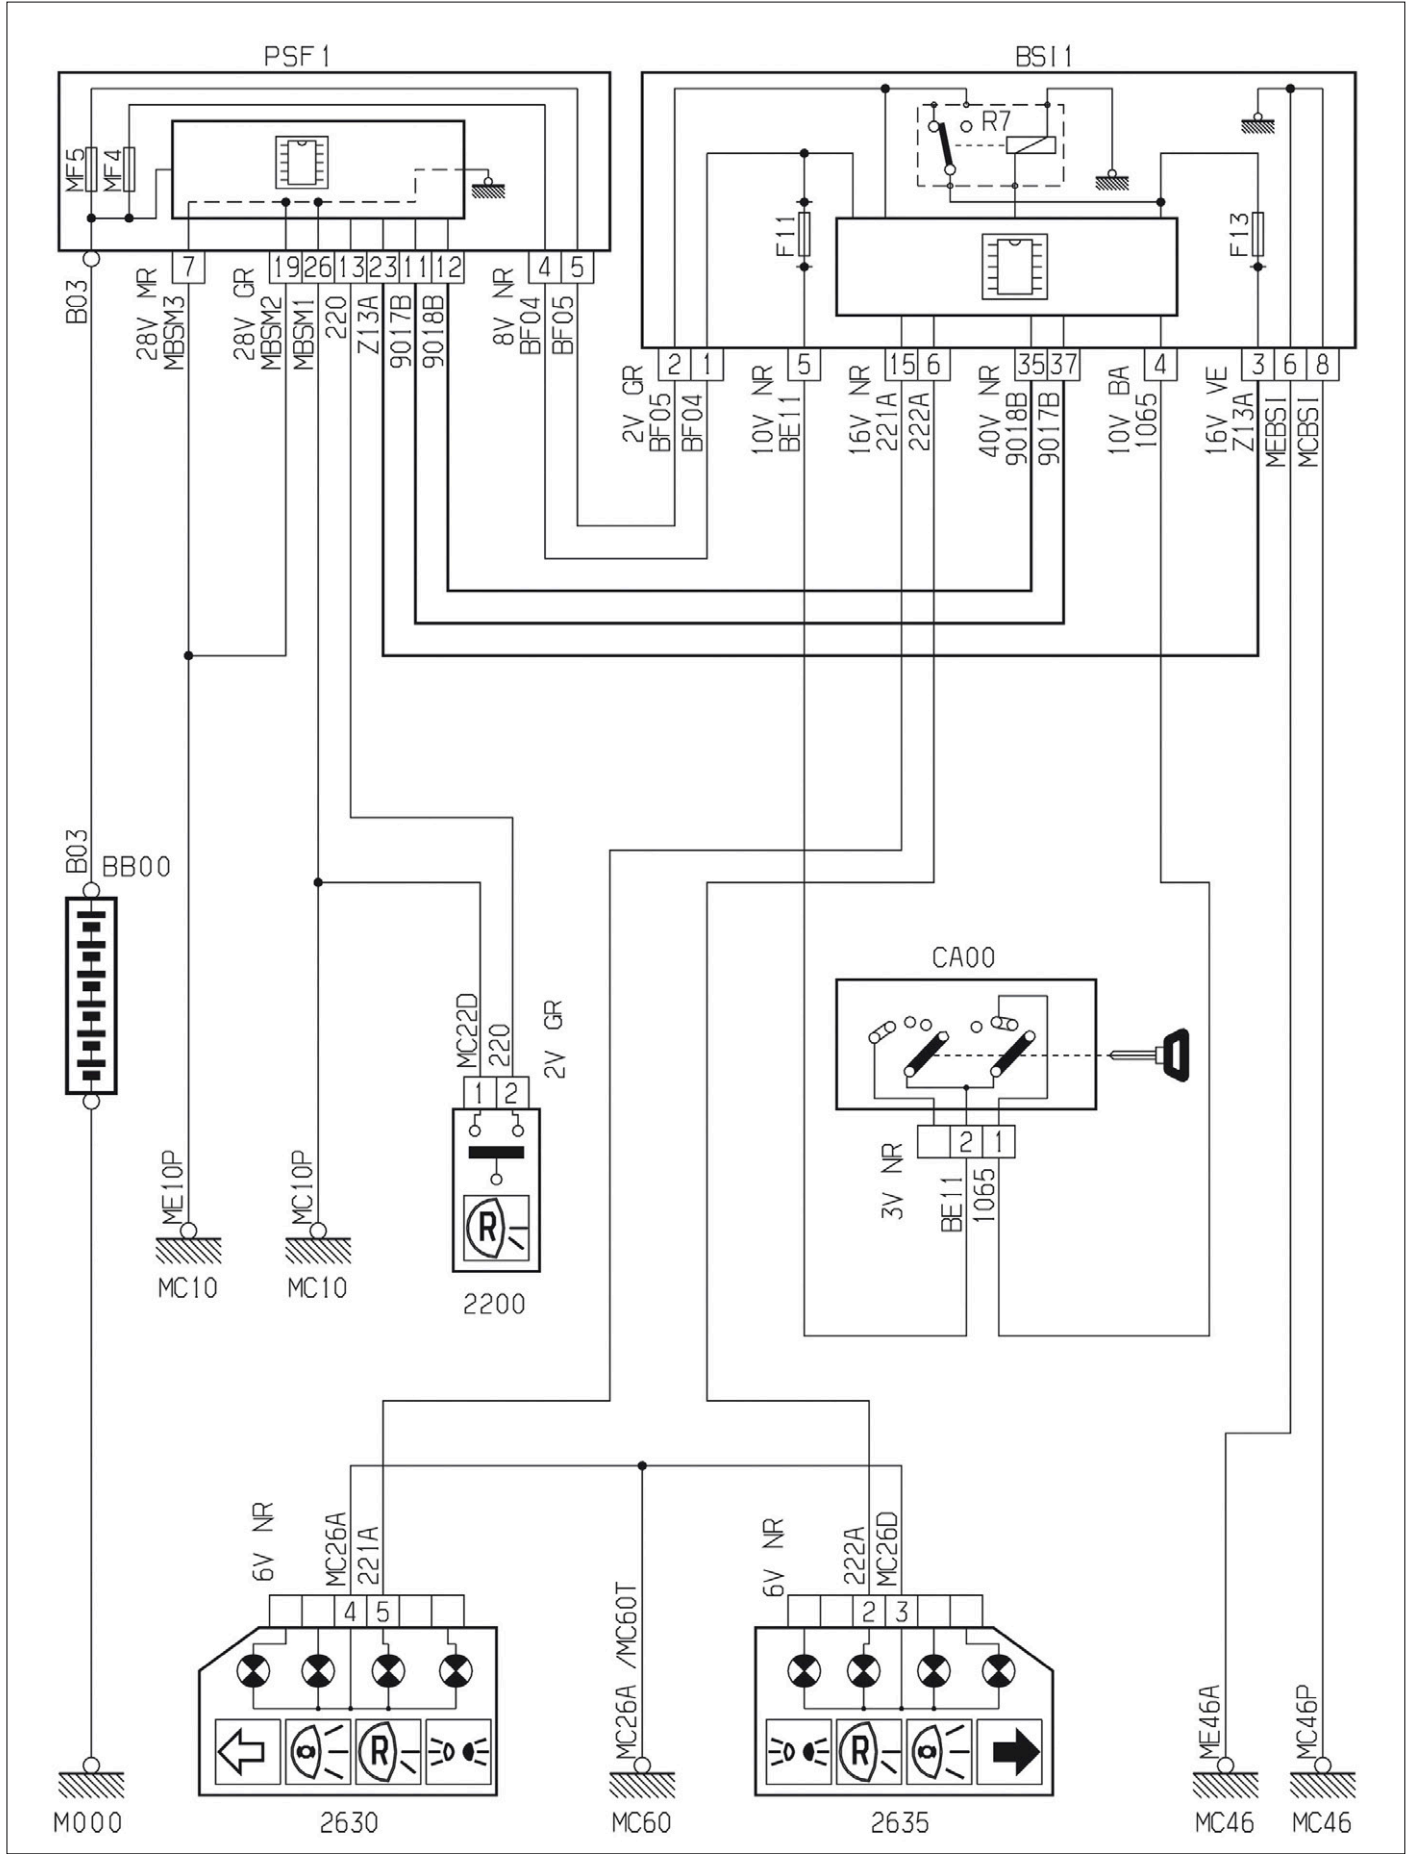 PSF1
BSI1
R7
MF5
MF4
F11
F13
7
19
26
13
23
11
12
4
5
B03
28V MR
MBSM3
28V GR
MBSM2
MBSM1
220
Z13A
9017B
9018B
8V NR
BF04
BF05
2
1
5
15
6
35
37
4
3
6
8
2V GR
BF05
BF04
10V NR
BE11
16V NR
221A
222A
40V NR
9018B
9017B
10V BA
1065
16V VE
Z13A
MEBSI
MCBSI
B03
BB00
CA00
MC22D
220
2V GR
1
2
2
1
3V NR
BE11
1065
ME10P
MC10P
R
MC10
MC10
2200
6V NR
MC26A
221A
6V NR
222A
MC26D
4
5
MC26A /MC60T
2
3
ME46A
MC46P
R
R
M000
2630
MC60
2635
MC46
MC46